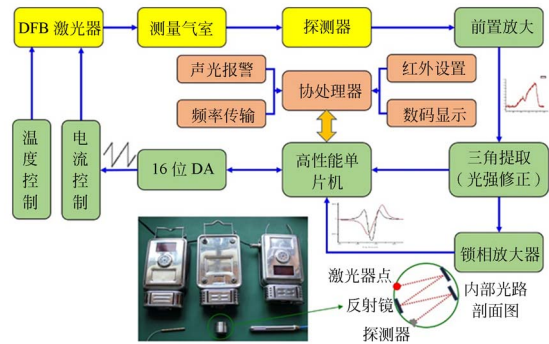 DFB 激光器
测量气室
探测器
前置放大
声光报警
协处理器
红外设置
频率传输
数码显示
温度控制
电流控制
16 位 DA
高性能单
片机
三角提取
（光强修正）
锁相放大器
激光器点
反射镜
探测器
内部光路
剖面图